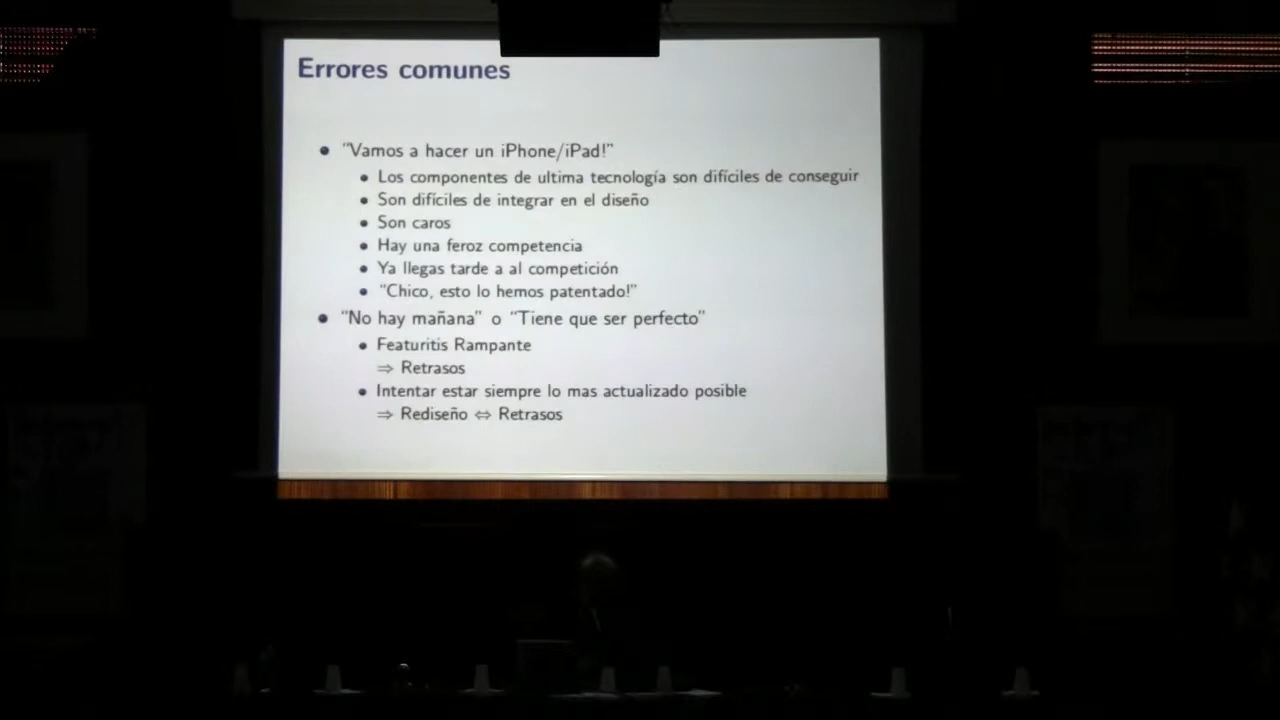 Errores comunes
• “Vamos a hacer un iPhone/iPad!”
• Los componentes de ultima tecnología son difíciles de conseguir
• Son difíciles de integrar en el diseño
• Son caros
• Hay una feroz competencia
• Ya llegas tarde a al competición
• “Chico, esto lo hemos patentado!”
• “No hay mañana” o “Tiene que ser perfecto”
• Featuritis Rampante
⇒ Retrasos
• Intentar estar siempre lo mas actualizado posible
⇒ Rediseño ⇔ Retrasos